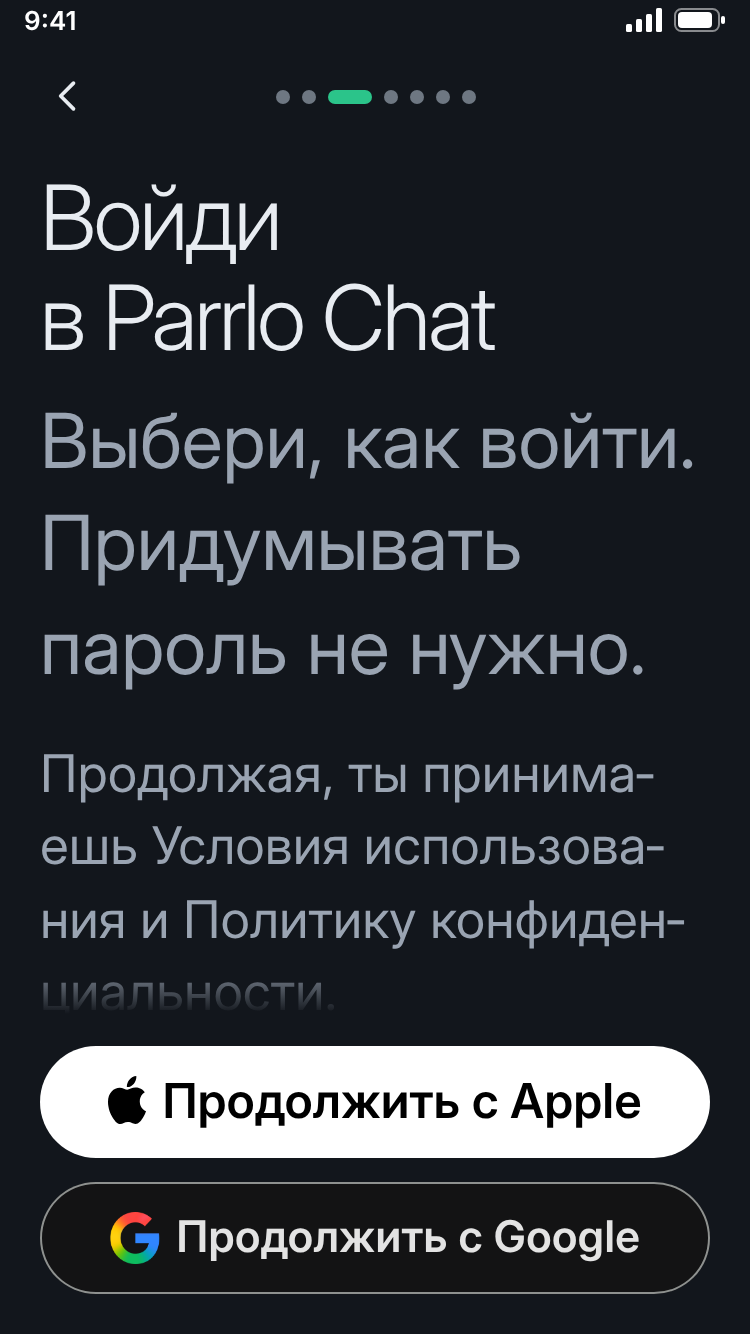 9:41
Войди
в Parrlo Chat
Выбери, как войти.
Придумывать
пароль не нужно.
Продолжая, ты принима-
ешь Условия использова-
ния и Политику конфиден-
циальности.
Продолжить с Apple
Продолжить с Google